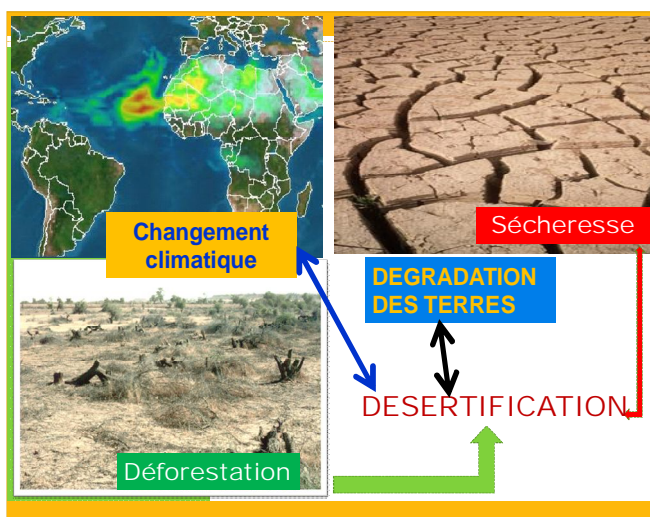 Changement
climatique
Sécheresse
DEGRADATION
DES TERRES
DESERTIFICATION
Déforestation